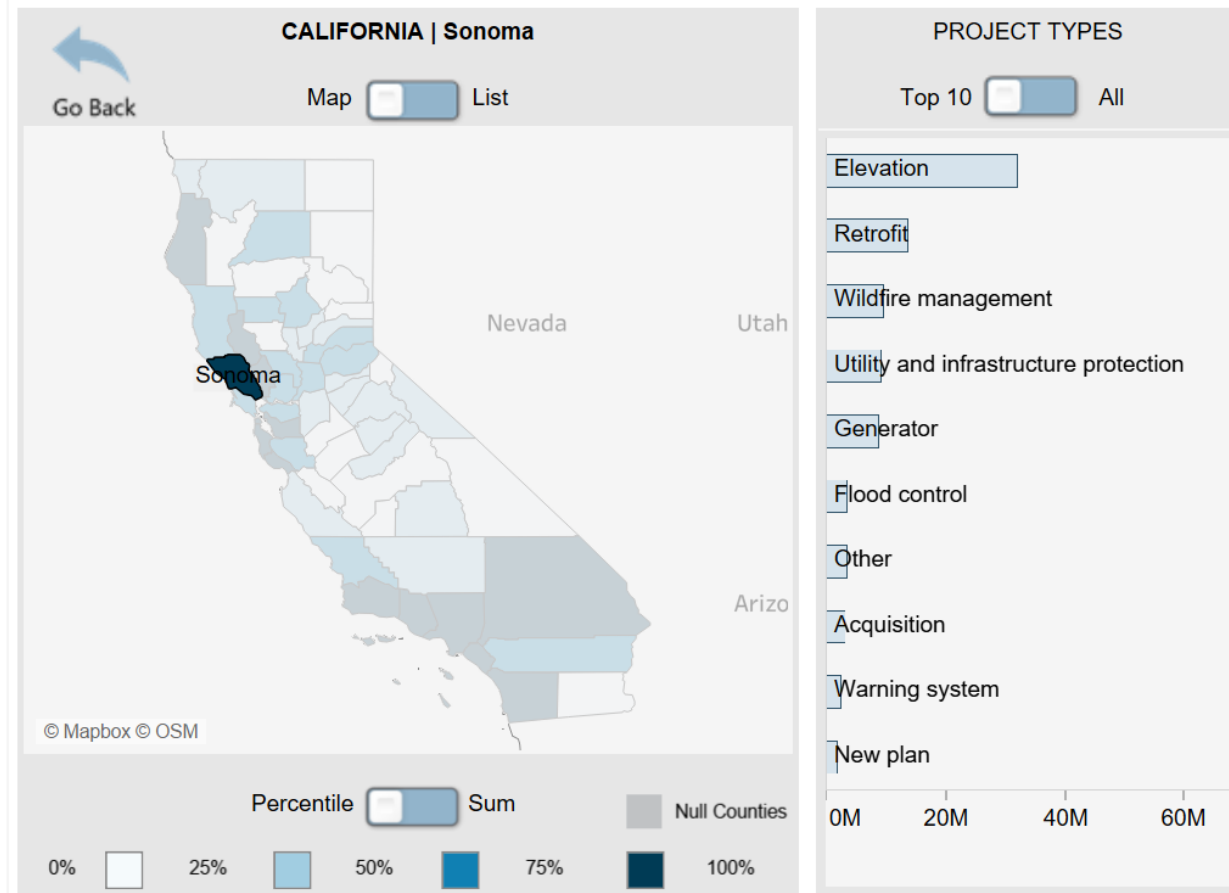 CALIFORNIA | Sonoma
Go Back
Map
List
Nevada
Utah
Sonoma
Arizo
© Mapbox © OSM
Percentile
Sum
Null Counties
0%
25%
50%
75%
100%
PROJECT TYPES
Top 10
All
Elevation
Retrofit
Wildfire management
Utility and infrastructure protection
Generator
Flood control
Other
Acquisition
Warning system
New plan
0M
20M
40M
60M